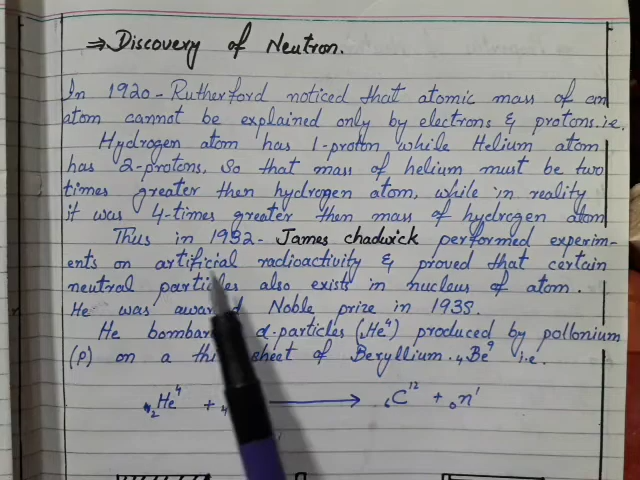 ⇒ Discovery of Neutron.
In 1920 - Rutherford noticed that atomic mass of an
atom cannot be explained only by electrons & protons. i.e.
Hydrogen atom has 1-proton while Helium atom
has 2-protons, so that mass of helium must be two
times greater then hydrogen atom, while in reality
it was 4-times greater then mass of hydrogen atom
Thus in 1932 - James chadwick performed experim-
ents on artificial radioactivity & proved that certain
neutral particles also exists in nucleus of atom.
He was awar d Noble prize in 1935.
He bombar α-particles (₂He⁴) produced by pollonium
(P) on a th sheet of Beryllium. ₄Be⁹ i.e.
₂He⁴ + ₄ ⟶ ₆C¹² + ₀n¹